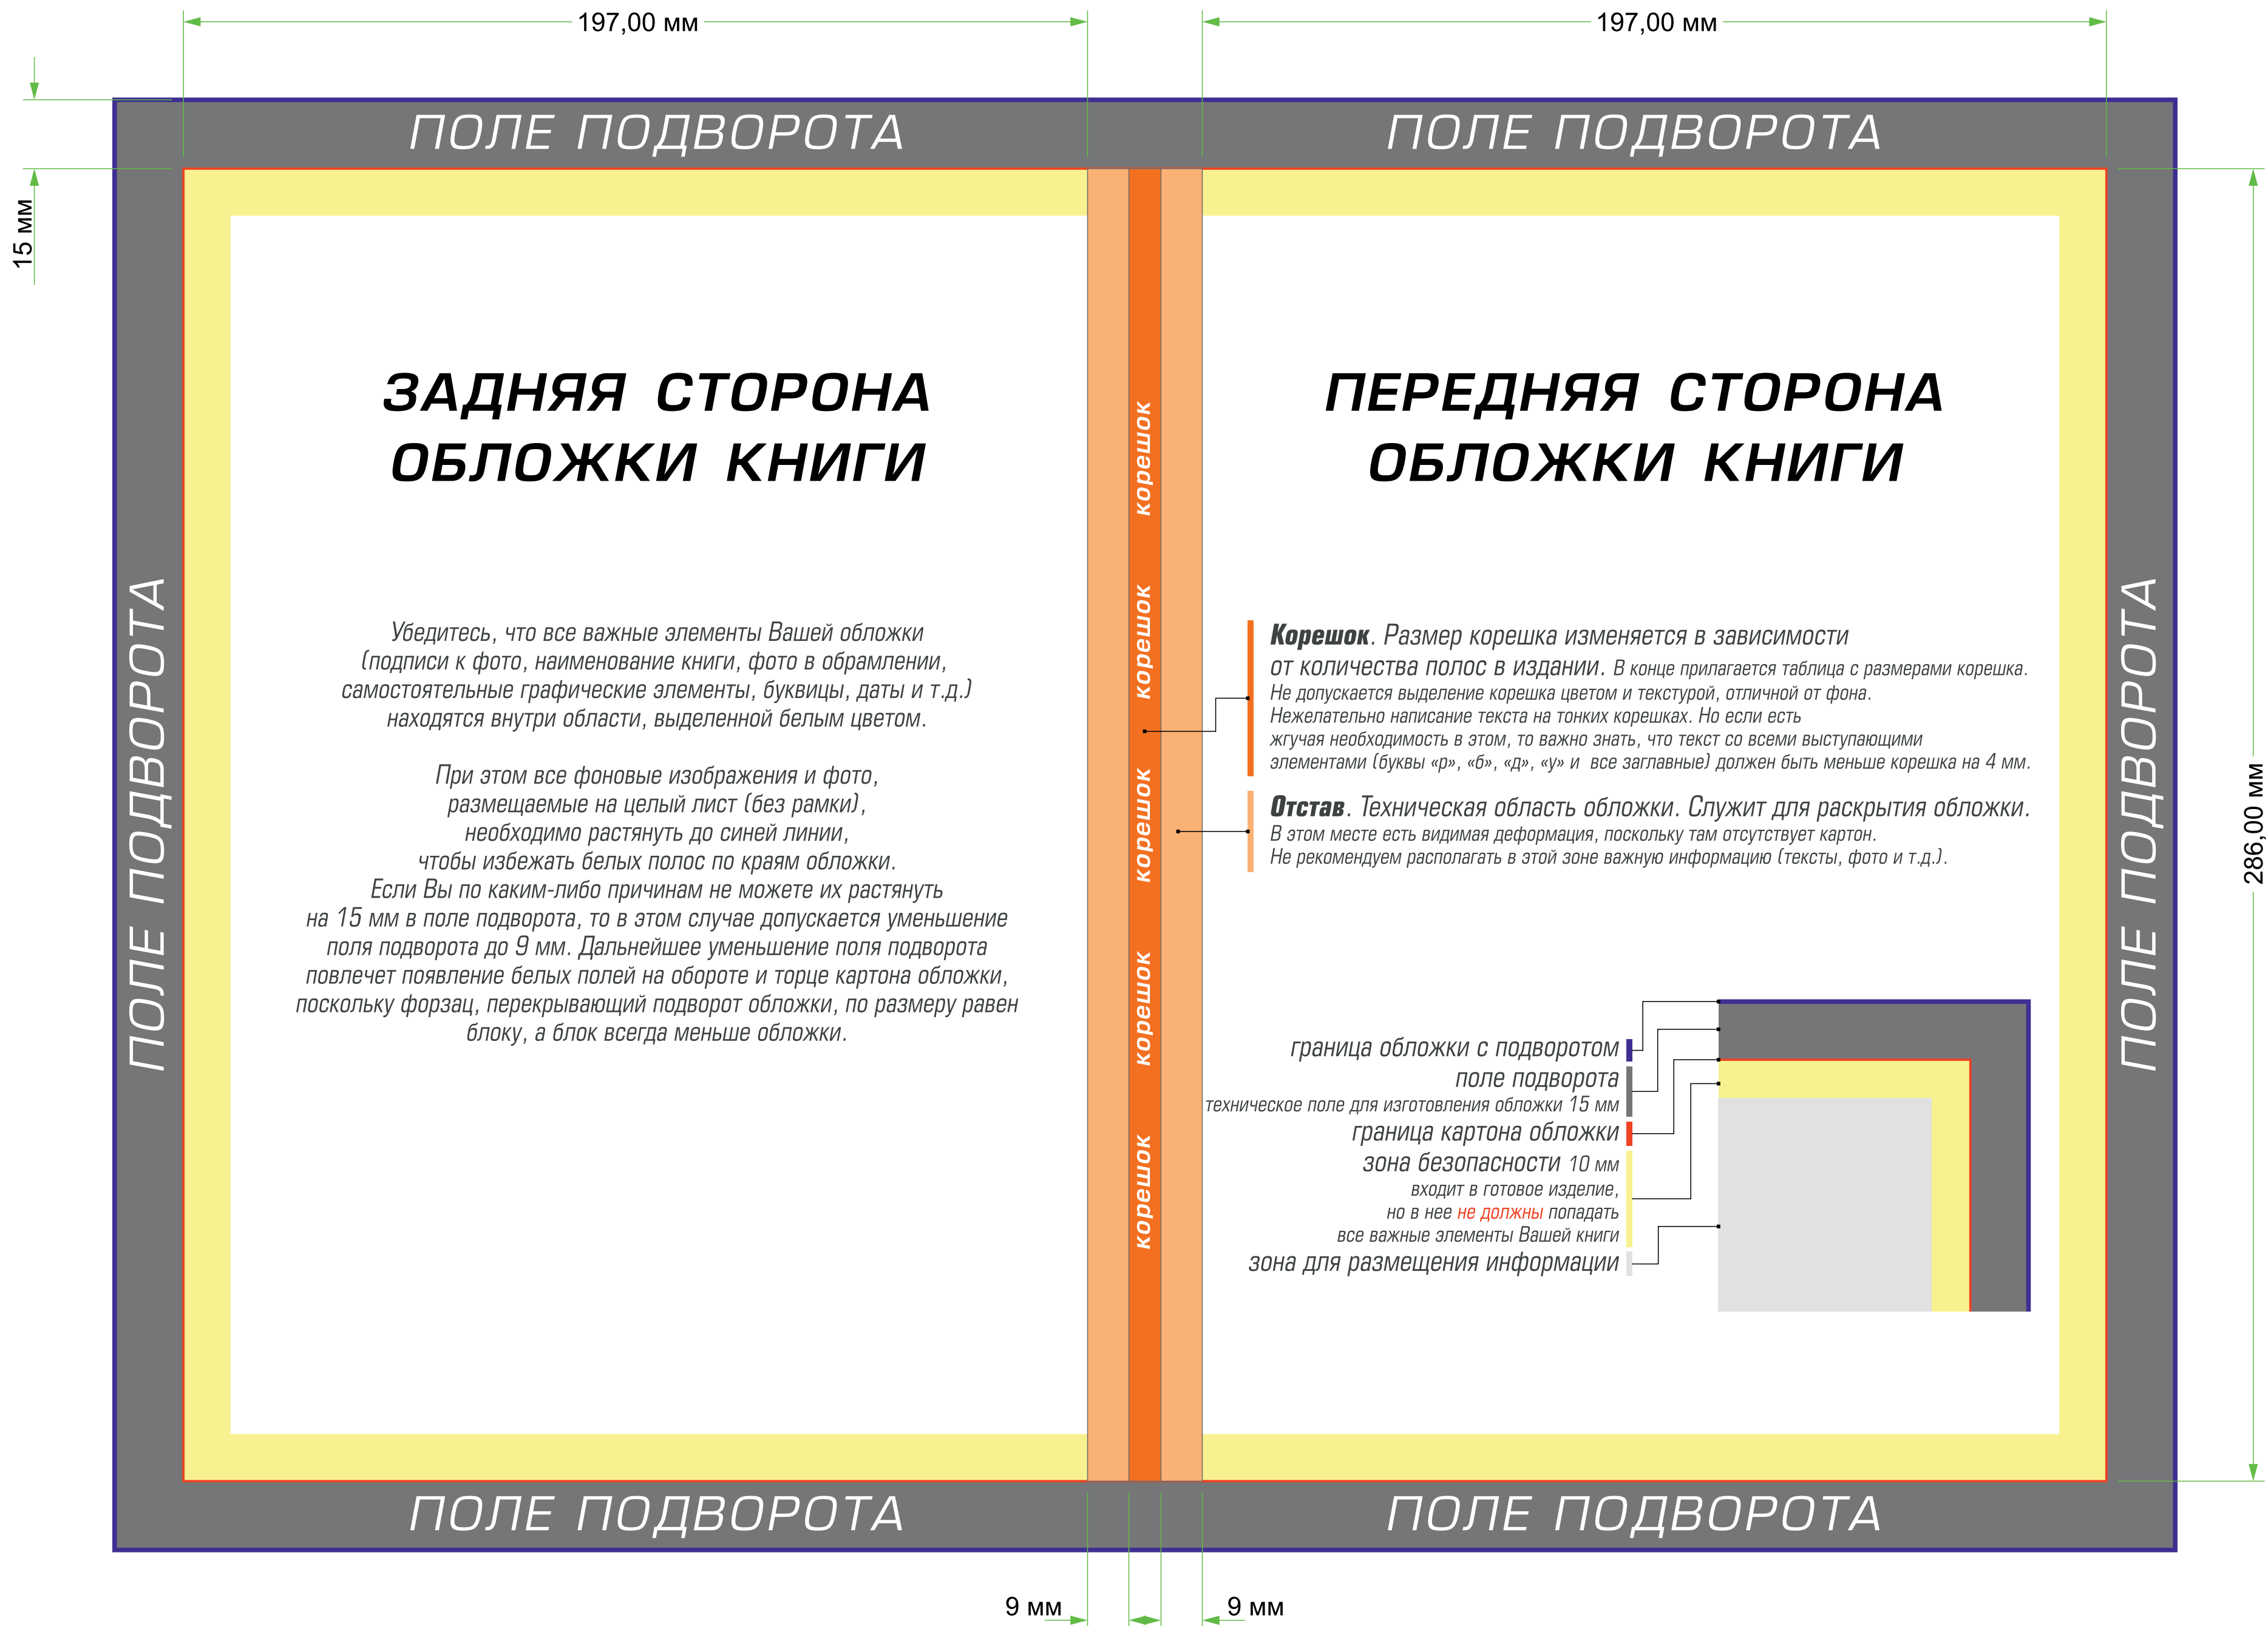 197,00 мм
197,00 мм
15 мм
ПОЛЕ ПОДВОРОТА
ПОЛЕ ПОДВОРОТА
ПОЛЕ ПОДВОРОТА
ЗАДНЯЯ СТОРОНА
ОБЛОЖКИ КНИГИ
Убедитесь, что все важные элементы Вашей обложки
(подписи к фото, наименование книги, фото в обрамлении,
самостоятельные графические элементы, буквицы, даты и т.д.)
находятся внутри области, выделенной белым цветом.
При этом все фоновые изображения и фото,
размещаемые на целый лист (без рамки),
необходимо растянуть до синей линии,
чтобы избежать белых полос по краям обложки.
Если Вы по каким-либо причинам не можете их растянуть
на 15 мм в поле подворота, то в этом случае допускается уменьшение
поля подворота до 9 мм. Дальнейшее уменьшение поля подворота
повлечет появление белых полей на обороте и торце картона обложки,
поскольку форзац, перекрывающий подворот обложки, по размеру равен
блоку, а блок всегда меньше обложки.
корешок
корешок
корешок
корешок
корешок
ПЕРЕДНЯЯ СТОРОНА
ОБЛОЖКИ КНИГИ
Корешок. Размер корешка изменяется в зависимости
от количества полос в издании. В конце прилагается таблица с размерами корешка.
Не допускается выделение корешка цветом и текстурой, отличной от фона.
Нежелательно написание текста на тонких корешках. Но если есть
жгучая необходимость в этом, то важно знать, что текст со всеми выступающими
элементами (буквы «р», «б», «д», «у» и все заглавные) должен быть меньше корешка на 4 мм.
Отстав. Техническая область обложки. Служит для раскрытия обложки.
В этом месте есть видимая деформация, поскольку там отсутствует картон.
Не рекомендуем располагать в этой зоне важную информацию (тексты, фото и т.д.).
граница обложки с подворотом
поле подворота
техническое поле для изготовления обложки 15 мм
граница картона обложки
зона безопасности 10 мм
входит в готовое изделие,
но в нее не должны попадать
все важные элементы Вашей книги
зона для размещения информации
ПОЛЕ ПОДВОРОТА
286,00 мм
ПОЛЕ ПОДВОРОТА
ПОЛЕ ПОДВОРОТА
9 мм
9 мм